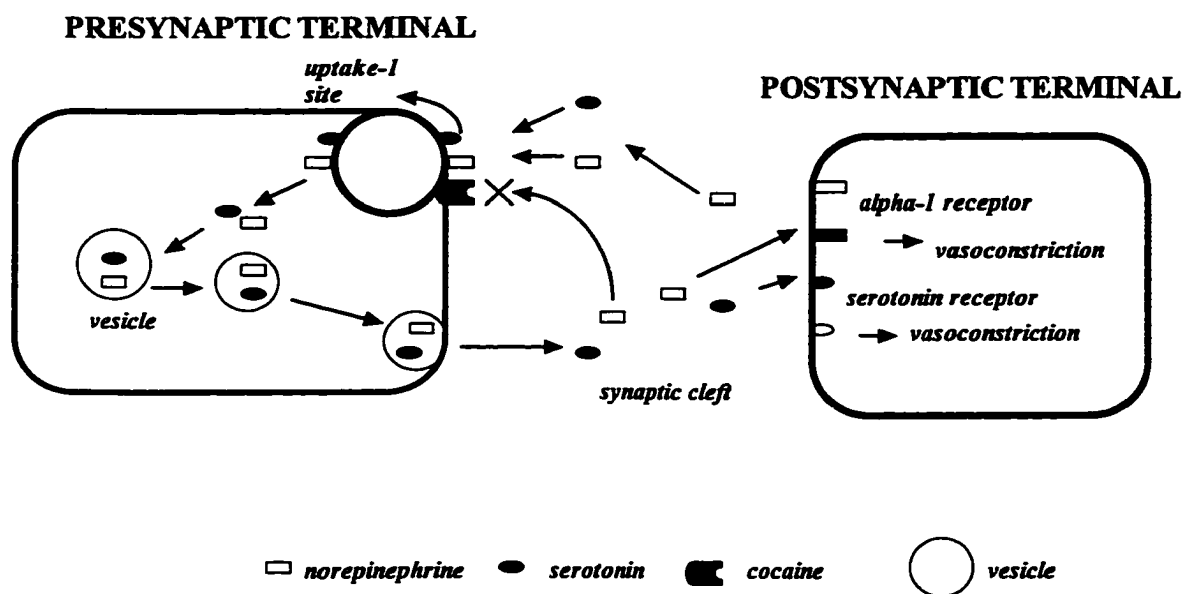 PRESYNAPTIC TERMINAL
uptake-1
site
POSTSYNAPTIC TERMINAL
alpha-1 receptor
vasoconstriction
vesicle
serotonin receptor
vasoconstriction
synaptic cleft
norepinephrine
serotonin
cocaine
vesicle